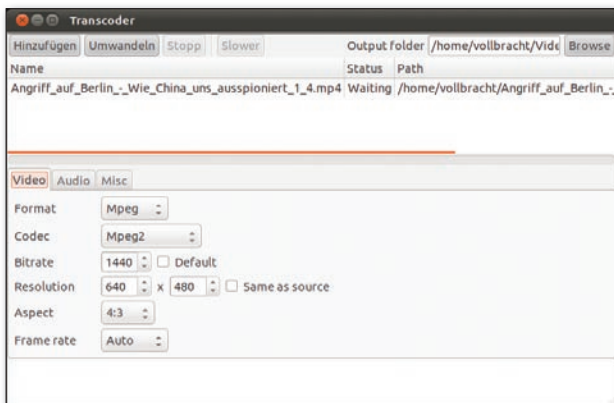 Transcoder
Hinzufügen Umwandeln Stopp Slower Output folder /home/vollbracht/Vide Browse
Name Status Path
Angriff_auf_Berlin_-_Wie_China_uns_ausspioniert_1_4.mp4 Waiting /home/vollbracht/Angriff_auf_Berlin_-_
Video Audio Misc
Format Mpeg
Codec Mpeg2
Bitrate 1440 Default
Resolution 640 x 480 Same as source
Aspect 4:3
Frame rate Auto